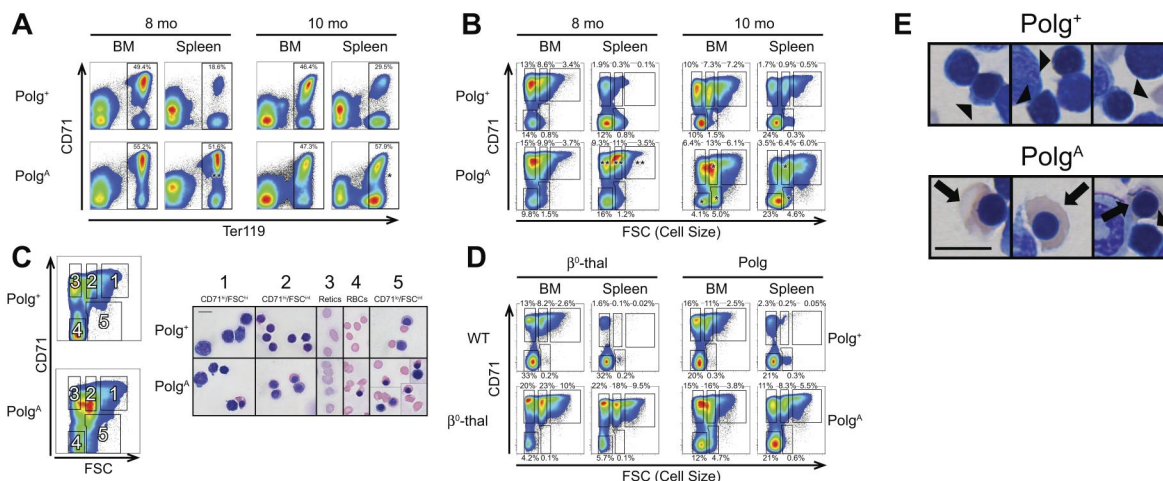 A
8 mo 10 mo
BM Spleen BM Spleen
Polg⁺
49.4% 18.6% 46.4% 29.5%
Polgᴬ
55.2% 51.6% 47.3% 57.9%
** *
CD71
Ter119
B
8 mo 10 mo
BM Spleen BM Spleen
Polg⁺
13% 8.6% 3.4% 1.9% 0.3% 0.1% 10% 7.3% 7.2% 1.7% 0.9% 0.5%
14% 0.8% 12% 0.8% 10% 1.5% 24% 0.3%
Polgᴬ
15% 9.9% 3.7% 9.3% 11% 3.5% 6.4% 13% 6.1% 3.5% 6.4% 6.0%
9.8% 1.5% 16% 1.2% 4.1% 5.0% 23% 4.6%
CD71
FSC (Cell Size)
C
Polg⁺
3 2 1
4 5
Polgᴬ
3 2 1
4 5
CD71
FSC
1 2 3 4 5
Retics RBCs
Polg⁺
Polgᴬ
D
β⁰-thal Polg
BM Spleen BM Spleen
WT Polg⁺
13% 8.2% 2.6% 1.6% 0.1% 0.02% 16% 11% 2.5% 2.3% 0.2% 0.05%
33% 0.2% 32% 0.2% 20% 0.3% 21% 0.3%
β⁰-thal Polgᴬ
20% 23% 10% 22% 18% 9.5% 15% 16% 3.8% 11% 8.3% 5.5%
4.2% 0.1% 5.7% 0.1% 12% 4.7% 21% 0.6%
CD71
FSC (Cell Size)
E
Polg⁺
Polgᴬ